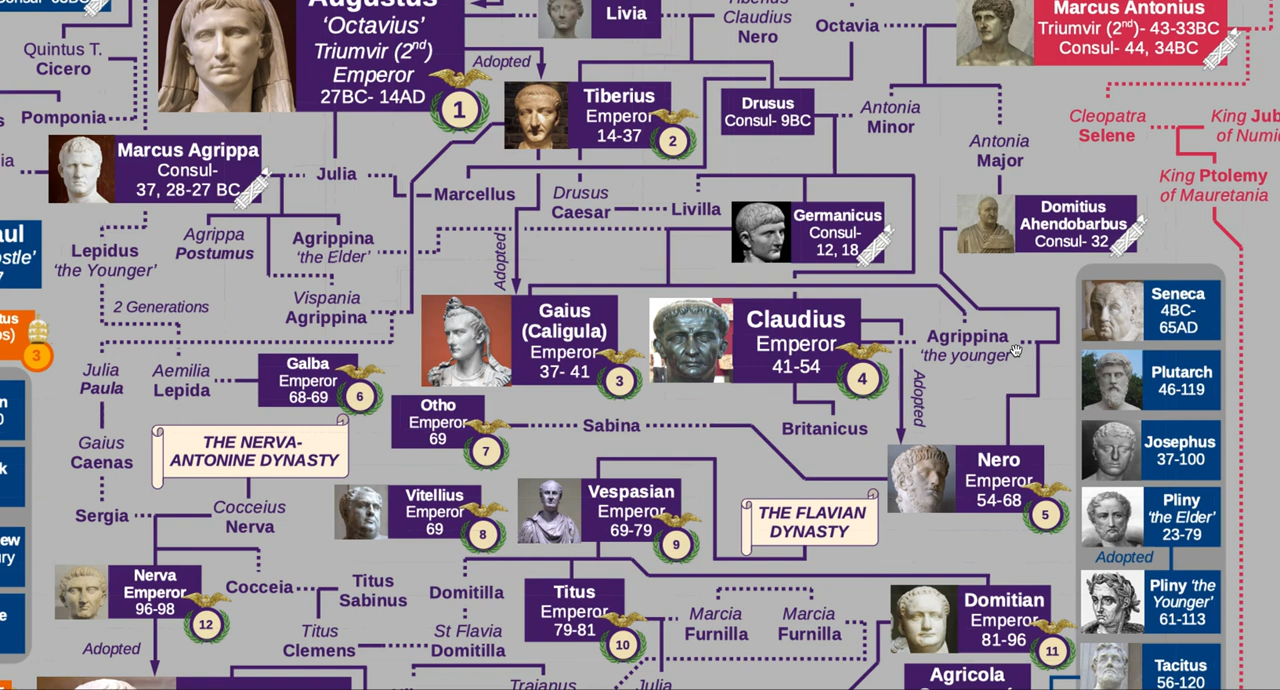 Augustus
'Octavius'
Triumvir (2nd)
Emperor
27BC- 14AD
1
Livia
Tiberius
Claudius
Nero
Octavia
Marcus Antonius
Triumvir (2nd)- 43-33BC
Consul- 44, 34BC
Quintus T.
Cicero
Pomponia
Adopted
Tiberius
Emperor
14-37
2
Drusus
Consul- 9BC
Antonia
Minor
Antonia
Major
Cleopatra
Selene
King
of
King Ptolemy
of Mauretania
Marcus Agrippa
Consul-
37, 28-27 BC
Julia
Marcellus
Drusus
Caesar
Livilla
Germanicus
Consul-
12, 18
Domitius
Ahendobarbus
Consul- 32
Lepidus
'the Younger'
Agrippa
Postumus
Agrippina
'the Elder'
Adopted
2 Generations
Vispania
Agrippina
Gaius
(Caligula)
Emperor
37- 41
3
Claudius
Emperor
41-54
4
Agrippina
'the younger'
Seneca
4BC-
65AD
3
Julia
Paula
Aemilia
Lepida
Galba
Emperor
68-69
6
Otho
Emperor
69
7
Sabina
Britanicus
Adopted
Plutarch
46-119
Gaius
Caenas
THE NERVA-
ANTONINE DYNASTY
Nero
Emperor
54-68
5
Josephus
37-100
Sergia
Cocceius
Nerva
Vitellius
Emperor
69
8
Vespasian
Emperor
69-79
9
THE FLAVIAN
DYNASTY
Pliny
'the Elder'
23-79
Adopted
Nerva
Emperor
96-98
12
Cocceia
Titus
Sabinus
Domitilla
Titus
Emperor
79-81
10
Marcia
Furnilla
Marcia
Furnilla
Domitian
Emperor
81-96
11
Pliny 'the
Younger'
61-113
Adopted
Titus
Clemens
St Flavia
Domitilla
Traianus
Julia
Agricola
Tacitus
56-120